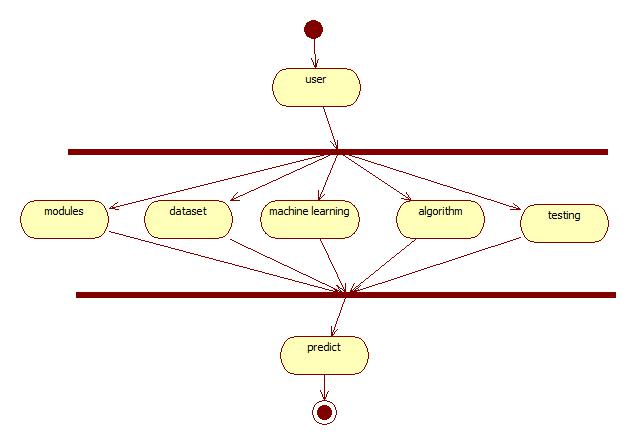 user
modules
dataset
machine learning
algorithm
testing
predict